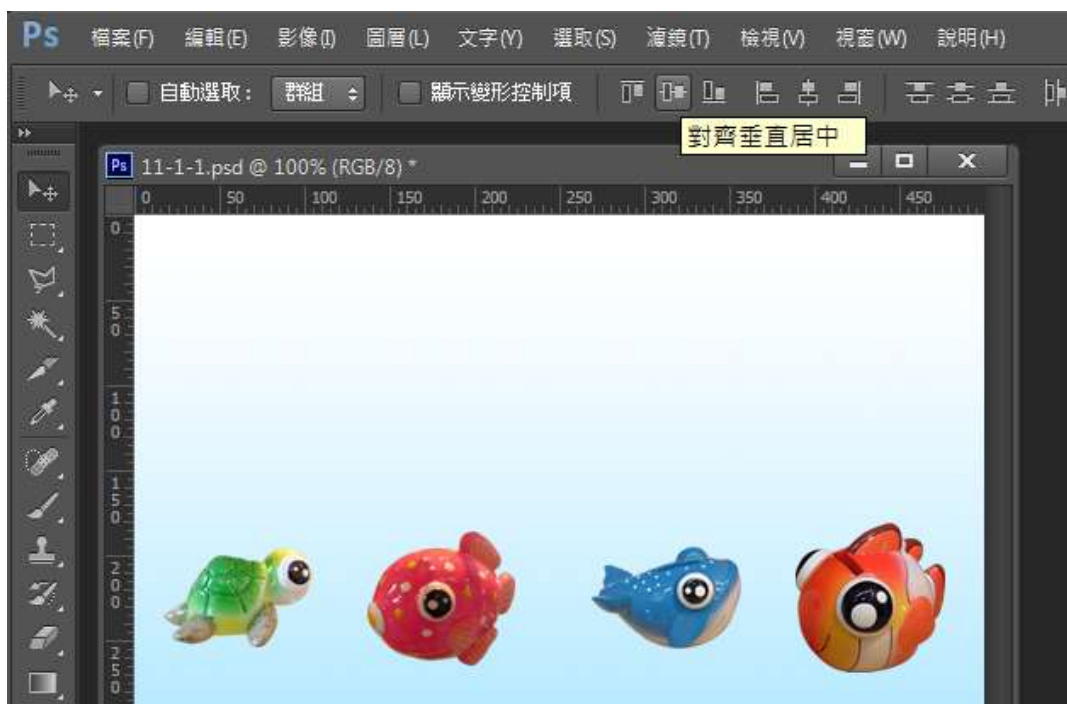 Ps 檔案(F) 編輯(E) 影像(I) 圖層(L) 文字(Y) 選取(S) 濾鏡(T) 檢視(V) 視窗(W) 說明(H)
自動選取： 群組 顯示變形控制項
對齊垂直居中
Ps 11-1-1.psd @ 100% (RGB/8) *
0 50 100 150 200 250 300 350 400 450
0
50
100
150
200
250